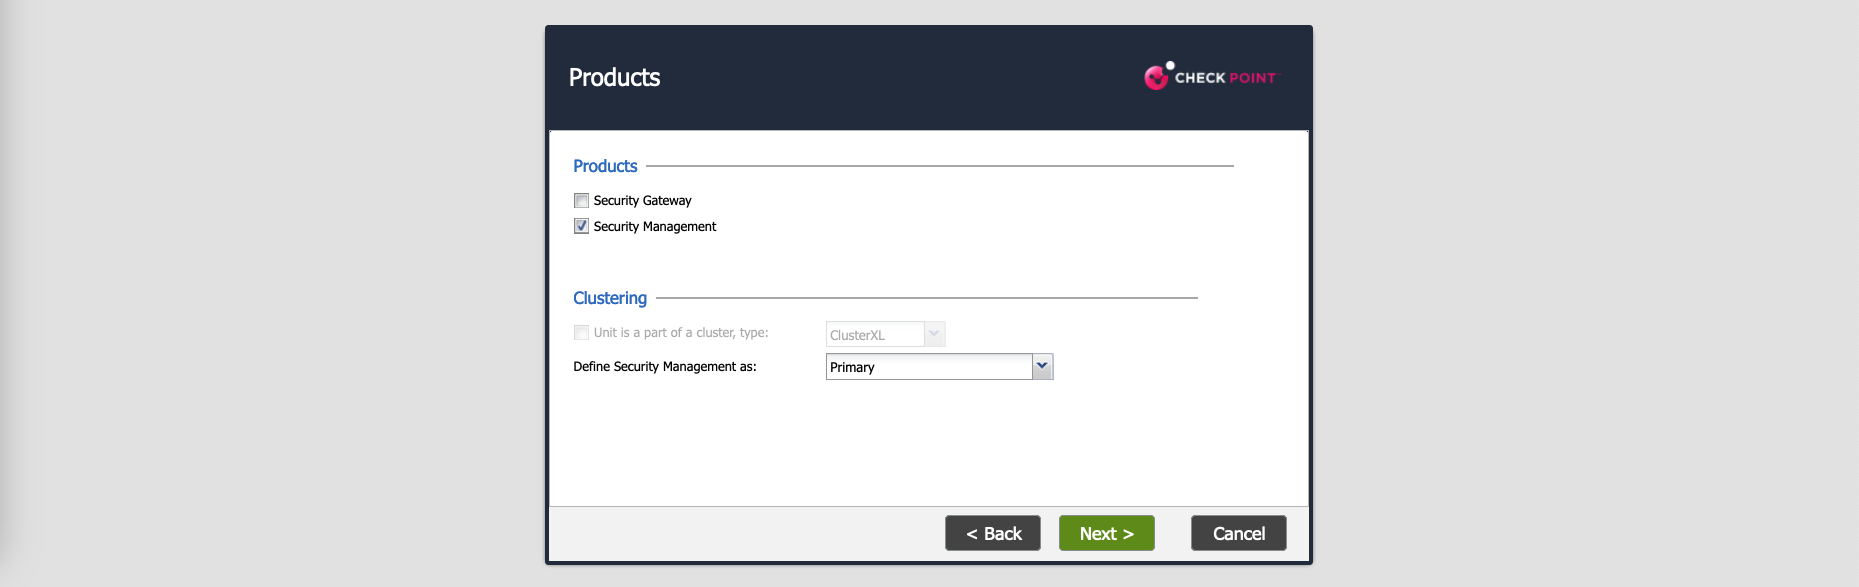 Products
CHECK POINT
Products
Security Gateway
Security Management
Clustering
Unit is a part of a cluster, type: ClusterXL
Define Security Management as: Primary
< Back Next > Cancel